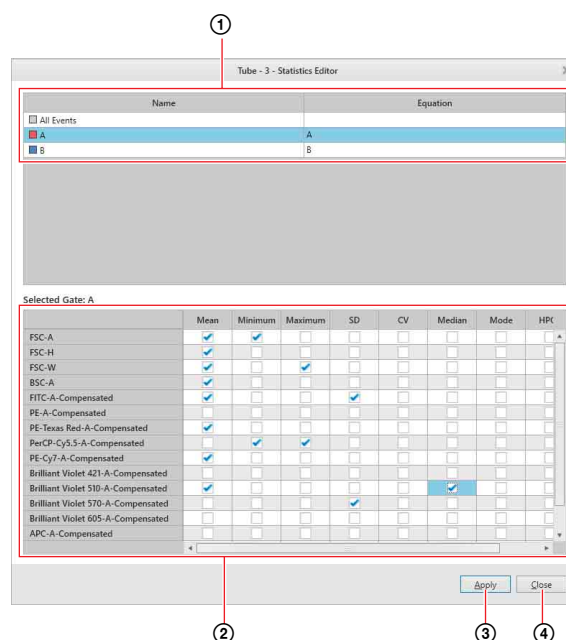 ①
Tube - 3 - Statistics Editor
Name Equation
All Events
A A
B B
Selected Gate: A
Mean Minimum Maximum SD CV Median Mode
FSC-A
FSC-H
FSC-W
BSC-A
FITC-A-Compensated
PE-A-Compensated
PE-Texas Red-A-Compensated
PerCP-Cy5.5-A-Compensated
PE-Cy7-A-Compensated
Brilliant Violet 421-A-Compensated
Brilliant Violet 510-A-Compensated
Brilliant Violet 570-A-Compensated
Brilliant Violet 605-A-Compensated
APC-A-Compensated
Apply Close
② ③ ④